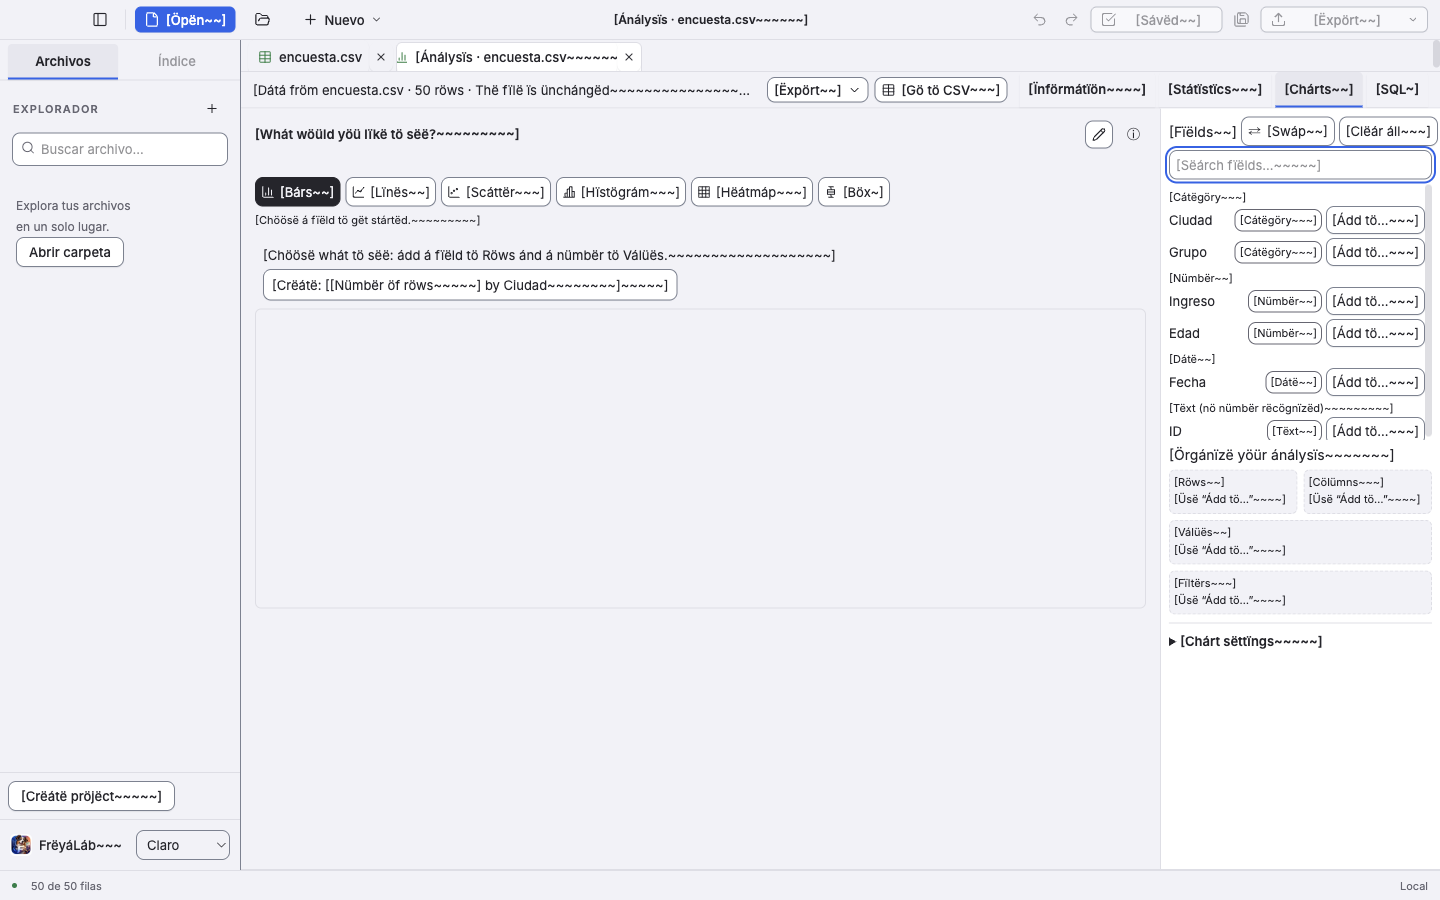 [Öpën~~]
Nuevo
[Ánálysïs · encuesta.csv~~~~~~]
[Sávëd~~]
[Ëxpört~~]
Archivos
Índice
encuesta.csv
[Ánálysïs · encuesta.csv~~~~~~
[Dátá fröm encuesta.csv · 50 röws · Thë fïlë ïs ünchángëd~~~~~~~~~~~~~~~...
[Ëxpört~~]
[Gö tö CSV~~~]
[Ïnförmátïön~~~~]
[Státïstïcs~~~]
[Chárts~~]
[SQL~]
EXPLORADOR
Buscar archivo...
Explora tus archivos
en un solo lugar.
Abrir carpeta
[Whát wöüld yöü lïkë tö sëë?~~~~~~~~~]
[Bárs~~]
[Lïnës~~]
[Scáttër~~~]
[Hïstögrám~~~]
[Hëátmáp~~~]
[Böx~]
[Chöösë á fïëld tö gët stártëd.~~~~~~~~~]
[Chöösë whát tö sëë: ádd á fïëld tö Röws ánd á nümbër tö Válüës.~~~~~~~~~~~~~~~~~~~]
[Crëátë: [[Nümbër öf röws~~~~~] by Ciudad~~~~~~~~]~~~~~]
[Fïëlds~~]
[Swáp~~]
[Clëár áll~~~]
[Sëárch fïëlds...~~~~~]
[Cátëgöry~~~]
Ciudad
[Cátëgöry~~~]
[Ádd tö...~~~]
Grupo
[Cátëgöry~~~]
[Ádd tö...~~~]
[Nümbër~~]
Ingreso
[Nümbër~~]
[Ádd tö...~~~]
Edad
[Nümbër~~]
[Ádd tö...~~~]
[Dátë~~]
Fecha
[Dátë~~]
[Ádd tö...~~~]
[Tëxt (nö nümbër rëcögnïzëd)~~~~~~~~~]
ID
[Tëxt~~]
[Ádd tö...~~~]
[Örgánïzë yöür ánálysïs~~~~~~~]
[Röws~~]
[Üsë “Ádd tö...”~~~~]
[Cölümns~~~]
[Üsë “Ádd tö...”~~~~]
[Válüës~~]
[Üsë “Ádd tö...”~~~~]
[Fïltërs~~~]
[Üsë “Ádd tö...”~~~~]
[Chárt sëttïngs~~~~~]
[Crëátë pröjëct~~~~~]
FrëyáLáb~~~
Claro
50 de 50 filas
Local